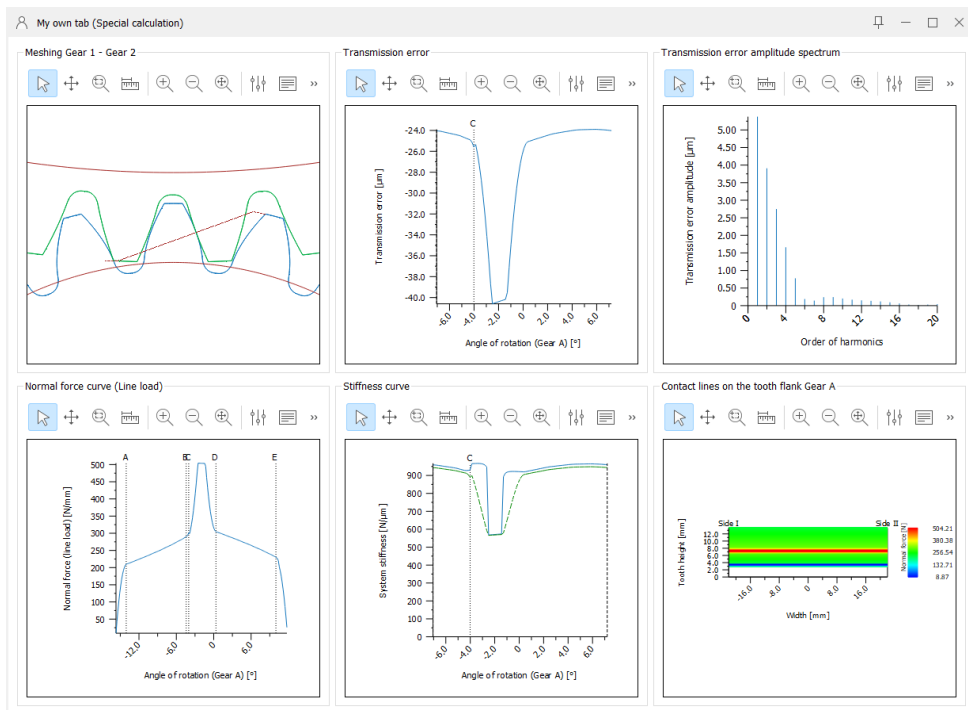 My own tab (Special calculation)
Meshing Gear 1 - Gear 2
Transmission error
Transmission error amplitude spectrum
C
-24.0
-26.0
-28.0
-30.0
-32.0
-34.0
-36.0
-38.0
-40.0
Transmission error [µm]
-6.0 -4.0 -2.0 0 2.0 4.0 6.0
Angle of rotation (Gear A) [°]
5.00
4.50
4.00
3.50
3.00
2.50
2.00
1.50
1.00
0.50
0
Transmission error amplitude [µm]
0 4 8 12 16 20
Order of harmonics
Normal force curve (Line load)
Stiffness curve
Contact lines on the tooth flank Gear A
A B C D E
500
450
400
350
300
250
200
150
100
50
Normal force (line load) [N/mm]
-12.0 -6.0 0 6.0
Angle of rotation (Gear A) [°]
C
900
800
700
600
500
400
300
200
100
0
System stiffness [N/µm]
-6.0 -4.0 -2.0 0 2.0 4.0 6.0
Angle of rotation (Gear A) [°]
Side I Side II
12.0
10.0
8.0
6.0
4.0
2.0
0
Tooth height [mm]
-16.0 -8.0 0 8.0 16.0
Width [mm]
Normal force [N]
504.21
380.38
256.54
132.71
8.87